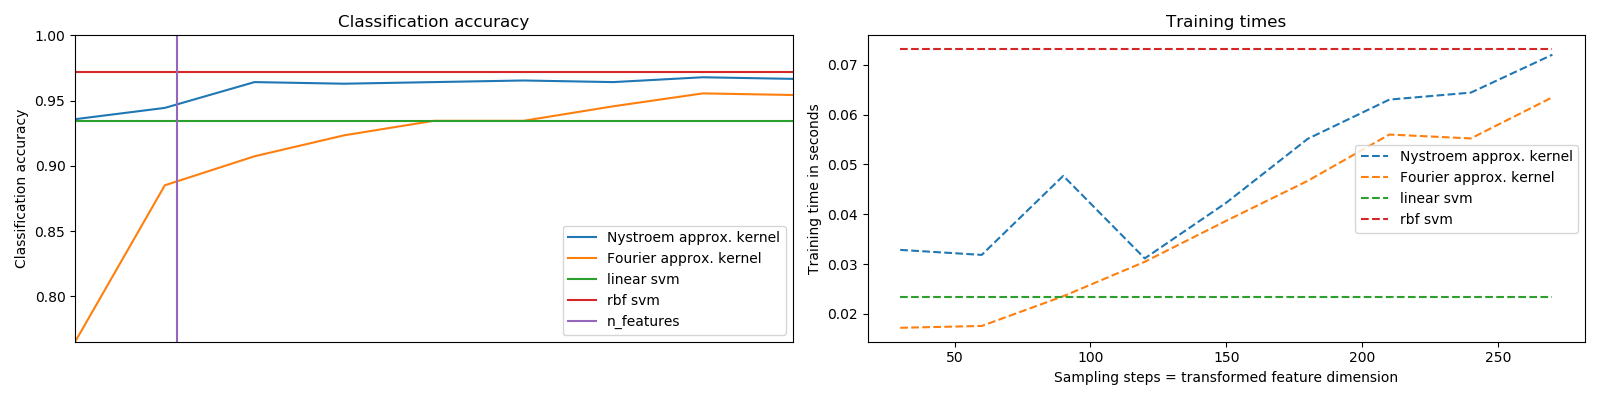 Classification accuracy
Classification accuracy
1.00
0.95
0.90
0.85
0.80
Nystroem approx. kernel
Fourier approx. kernel
linear svm
rbf svm
n_features
Training times
Training time in seconds
0.07
0.06
0.05
0.04
0.03
0.02
Nystroem approx. kernel
Fourier approx. kernel
linear svm
rbf svm
50 100 150 200 250
Sampling steps = transformed feature dimension